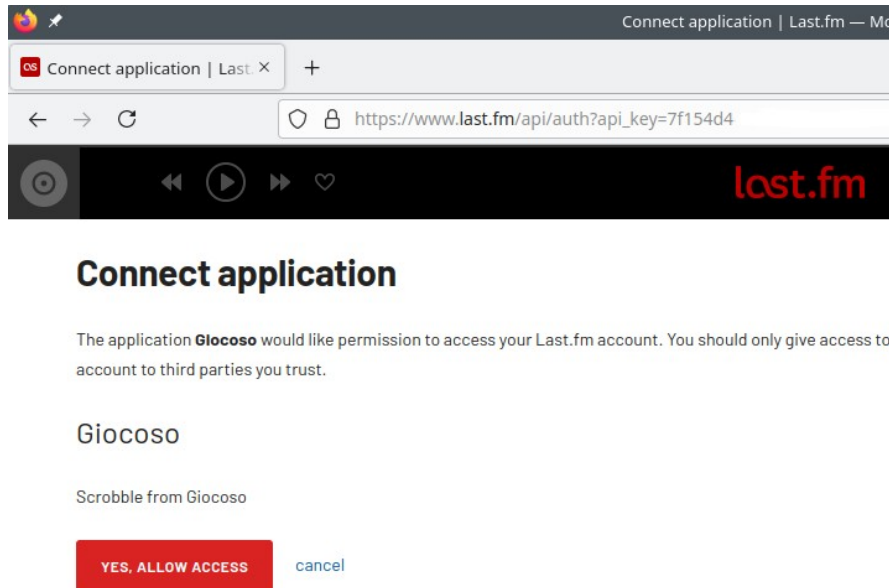 Connect application | Last.fm — Mo
Connect application | Last.
https://www.last.fm/api/auth?api_key=7f154d4
last.fm
Connect application
The application Giocoso would like permission to access your Last.fm account. You should only give access to
account to third parties you trust.
Giocoso
Scrobble from Giocoso
YES, ALLOW ACCESS cancel